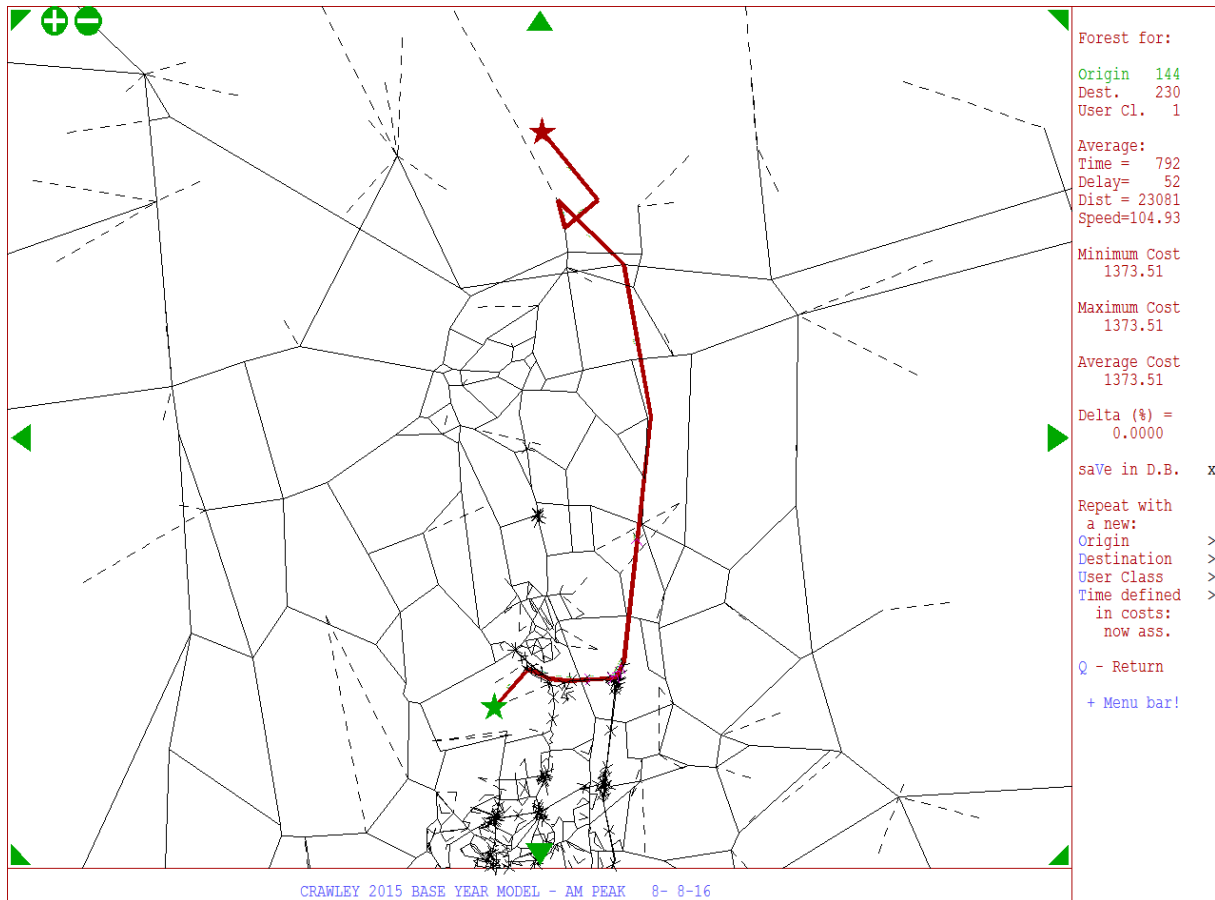 Forest for:
Origin 144
Dest. 230
User Cl. 1
Average:
Time = 792
Delay= 52
Dist = 23081
Speed=104.93
Minimum Cost
1373.51
Maximum Cost
1373.51
Average Cost
1373.51
Delta (%) =
0.0000
saVe in D.B. x
Repeat with
a new:
Origin >
Destination >
User Class >
Time defined >
in costs:
now ass.
Q - Return
+ Menu bar!
CRAWLEY 2015 BASE YEAR MODEL - AM PEAK 8- 8-16